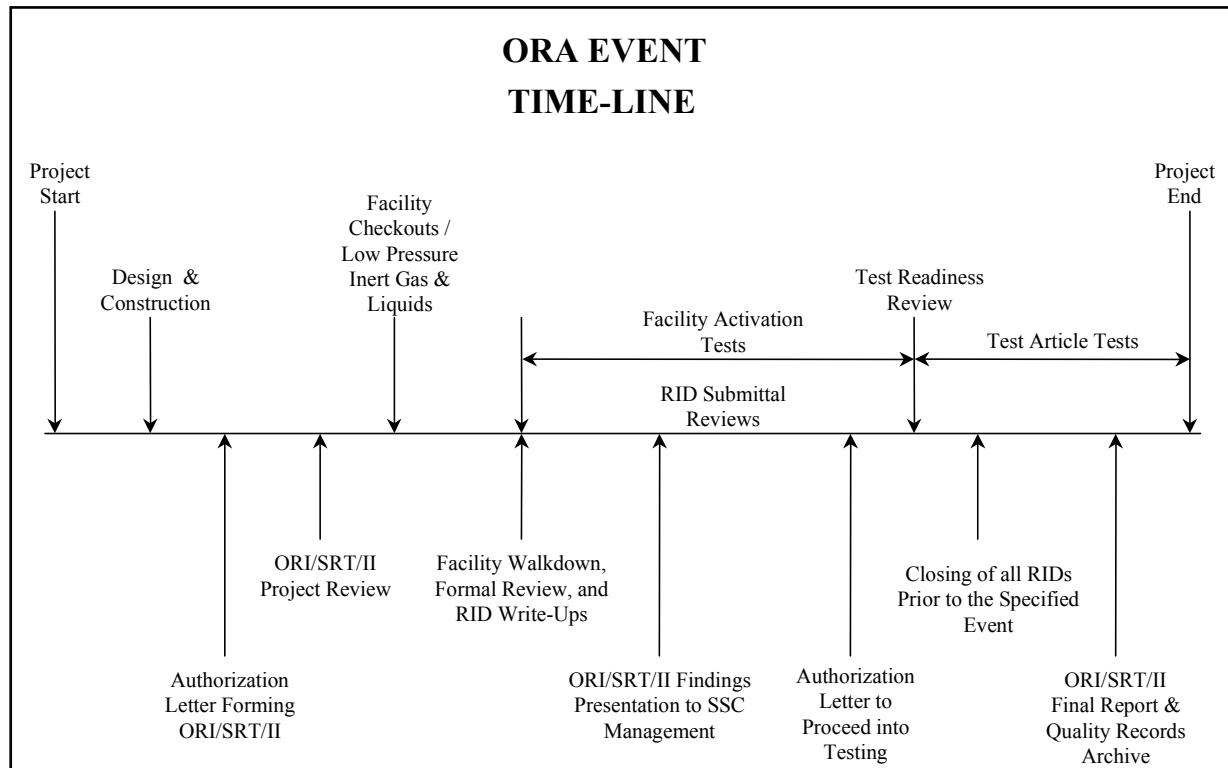 ORA EVENT
TIME-LINE
Project
Start
Design & 
Construction
Facility
Checkouts /
Low Pressure
Inert Gas &
Liquids
Facility Activation
Tests
RID Submittal
Reviews
Test Readiness
Review
Test Article Tests
Project
End
Authorization
Letter Forming
ORI/SRT/II
ORI/SRT/II
Project Review
Facility Walkdown,
Formal Review, and
RID Write-Ups
ORI/SRT/II Findings
Presentation to SSC
Management
Authorization
Letter to
Proceed into
Testing
Closing of all RIDs
Prior to the Specified
Event
ORI/SRT/II
Final Report &
Quality Records
Archive